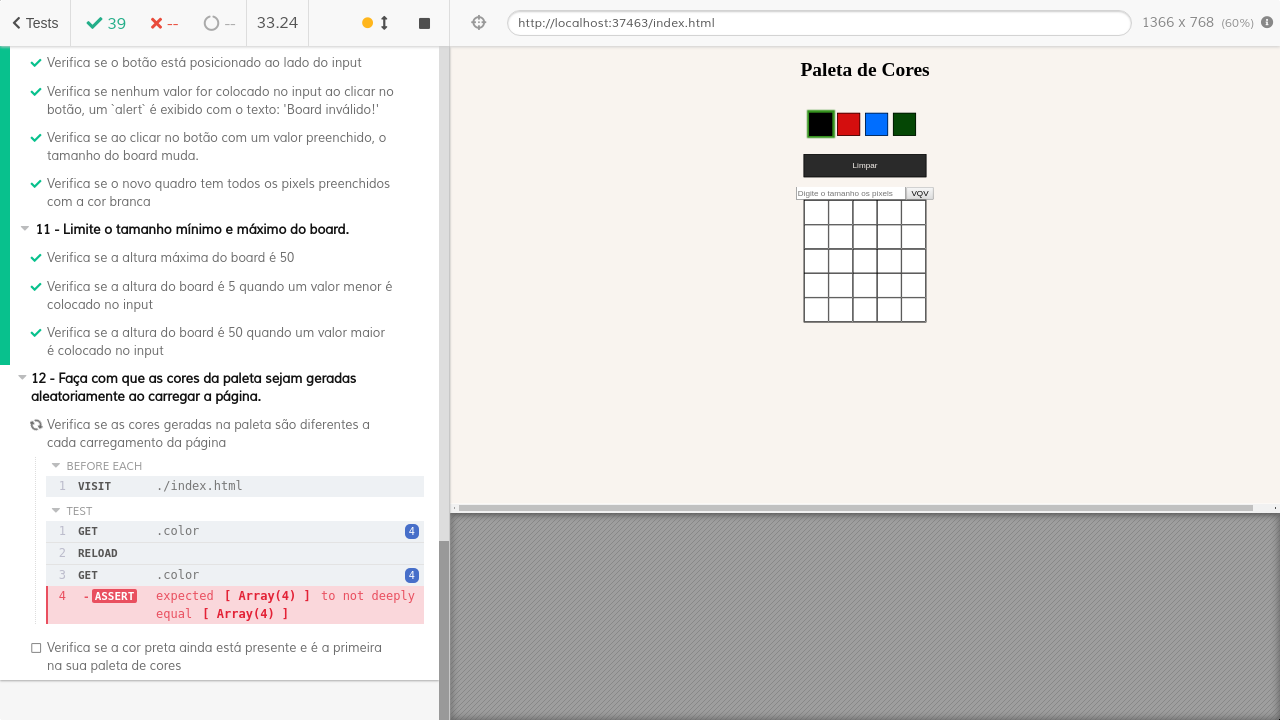 Tests
39
--
--
33.24
http://localhost:37463/index.html
1366 x 768 (60%)
Verifica se o botão está posicionado ao lado do input
Verifica se nenhum valor for colocado no input ao clicar no
botão, um `alert` é exibido com o texto: 'Board inválido!'
Verifica se ao clicar no botão com um valor preenchido, o
tamanho do board muda.
Verifica se o novo quadro tem todos os pixels preenchidos
com a cor branca
11 - Limite o tamanho mínimo e máximo do board.
Verifica se a altura máxima do board é 50
Verifica se a altura do board é 5 quando um valor menor é
colocado no input
Verifica se a altura do board é 50 quando um valor maior
é colocado no input
12 - Faça com que as cores da paleta sejam geradas
aleatoriamente ao carregar a página.
Verifica se as cores geradas na paleta são diferentes a
cada carregamento da página
BEFORE EACH
1 VISIT ./index.html
TEST
1 GET .color 4
2 RELOAD
3 GET .color 4
4 -ASSERT expected [ Array(4) ] to not deeply
equal [ Array(4) ]
Verifica se a cor preta ainda está presente e é a primeira
na sua paleta de cores
Paleta de Cores
Limpar
Digite o tamanho os pixels VQV